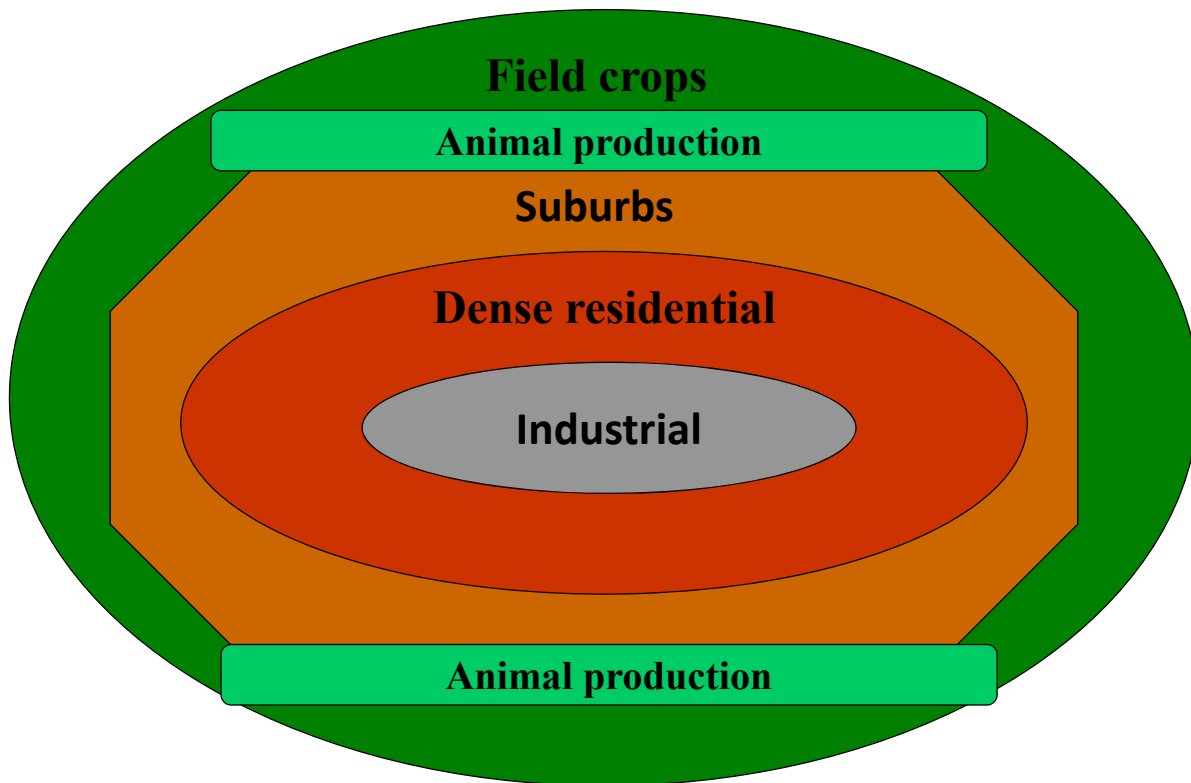 Field crops
Animal production
Suburbs
Dense residential
Industrial
Animal production